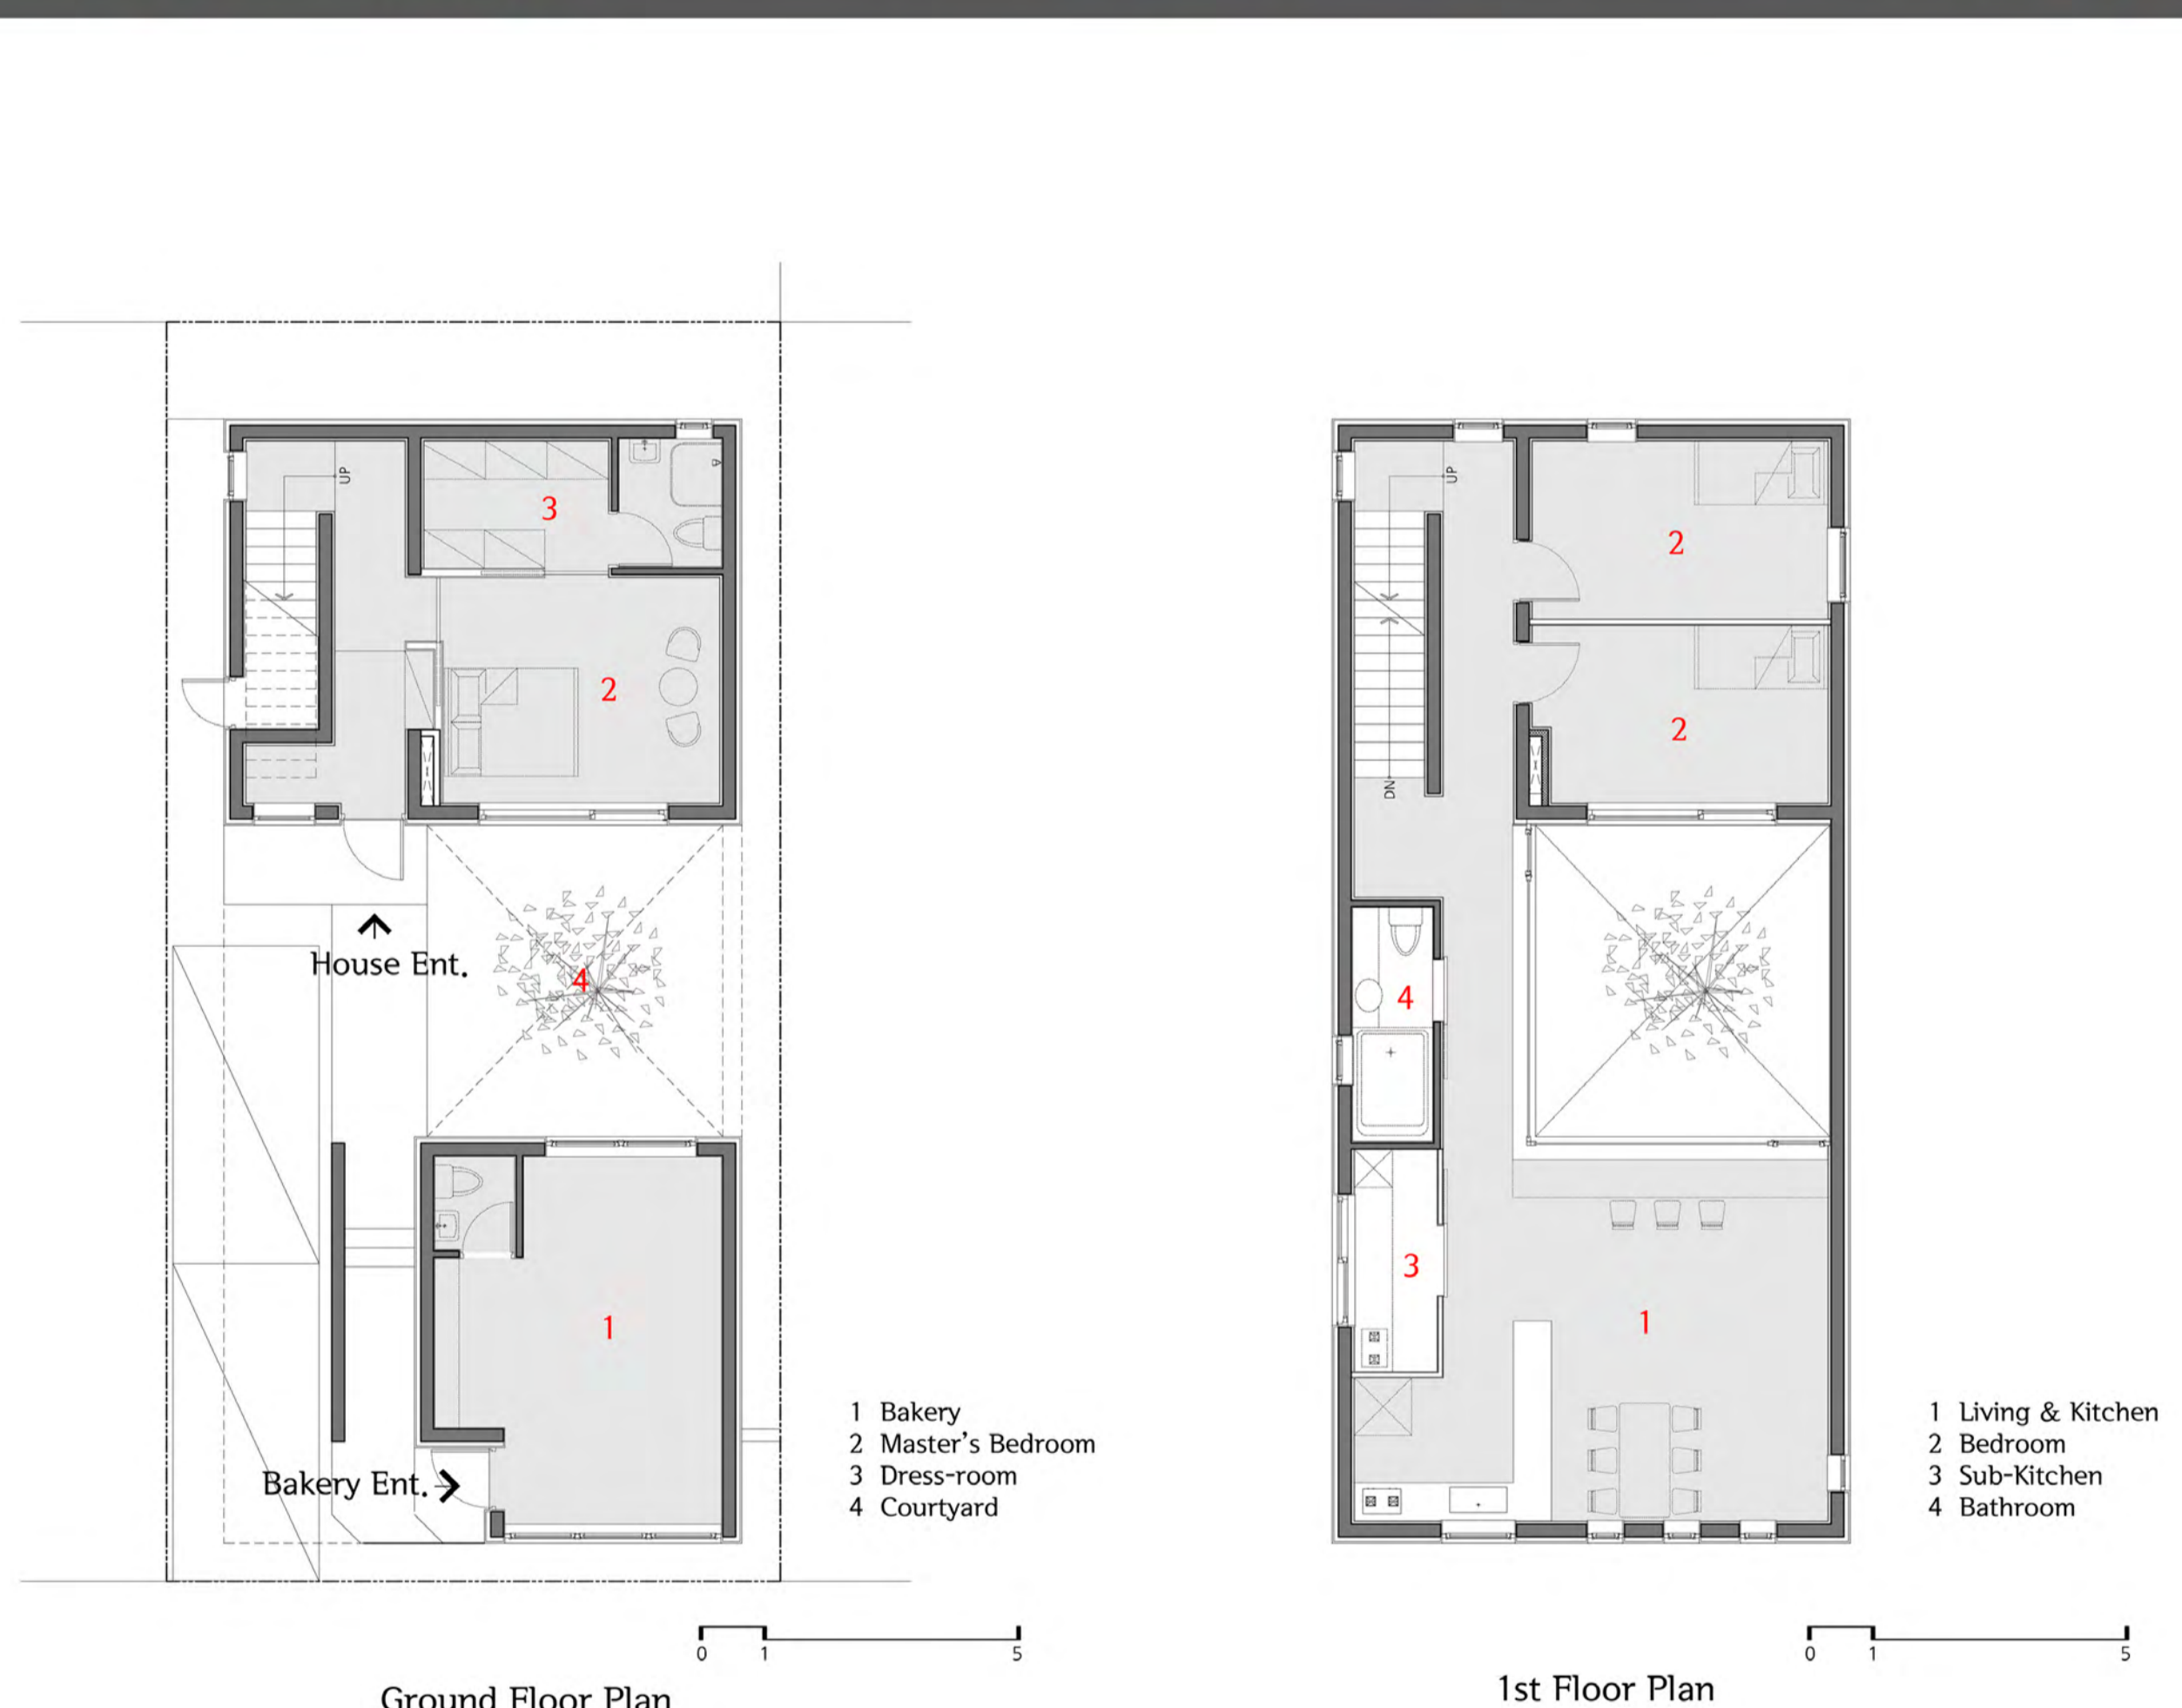 UP
3
2
House Ent.
4
1
Bakery Ent.
1 Bakery
2 Master's Bedroom
3 Dress-room
4 Courtyard
0 1 5
Ground Floor Plan
UP
2
2
DN
4
3
1
1 Living & Kitchen
2 Bedroom
3 Sub-Kitchen
4 Bathroom
0 1 5
1st Floor Plan